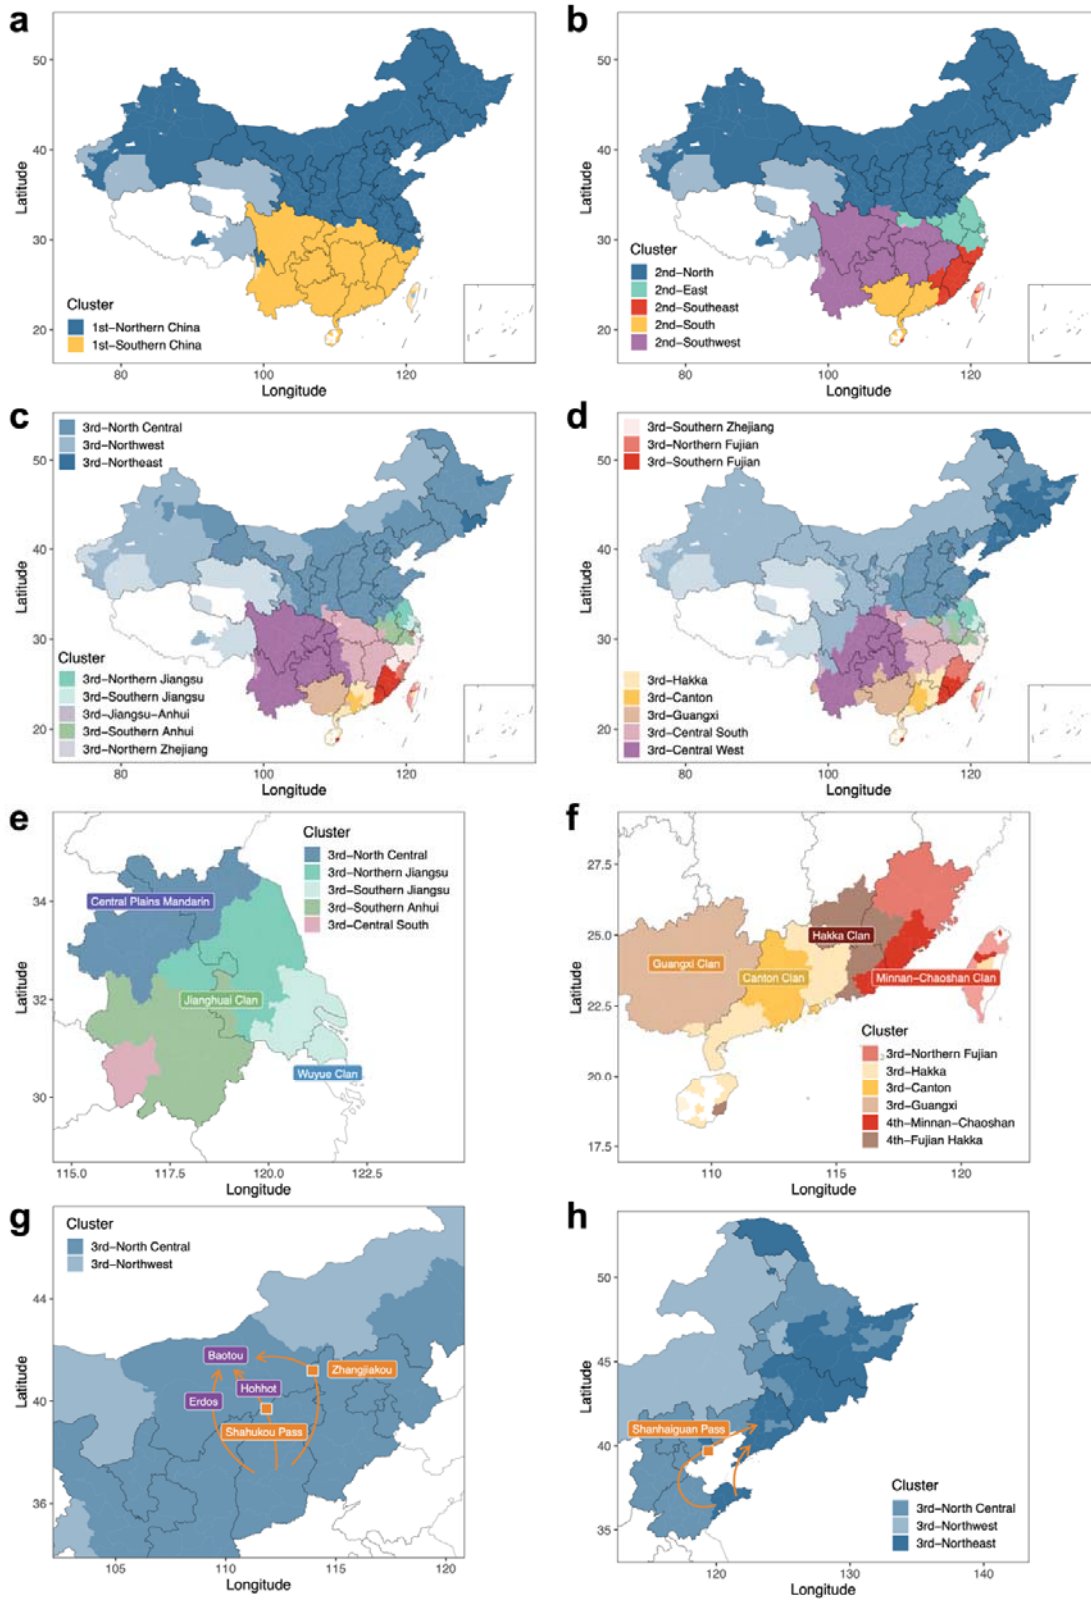 a
50
40
30
20
Latitude
Cluster
1st-Northern China
1st-Southern China
80
100
120
Longitude
b
50
40
30
20
Latitude
Cluster
2nd-North
2nd-East
2nd-Southeast
2nd-South
2nd-Southwest
80
100
120
Longitude
c
3rd-North Central
3rd-Northwest
3rd-Northeast
50
40
30
20
Latitude
Cluster
3rd-Northern Jiangsu
3rd-Southern Jiangsu
3rd-Jiangsu-Anhui
3rd-Southern Anhui
3rd-Northern Zhejiang
80
100
120
Longitude
d
3rd-Southern Zhejiang
3rd-Northern Fujian
3rd-Southern Fujian
50
40
30
20
Latitude
3rd-Hakka
3rd-Canton
3rd-Guangxi
3rd-Central South
3rd-Central West
80
100
120
Longitude
e
Cluster
3rd-North Central
3rd-Northern Jiangsu
3rd-Southern Jiangsu
3rd-Southern Anhui
3rd-Central South
34
32
30
Latitude
Central Plains Mandarin
Jianghuai Clan
Wuyue Clan
115.0
117.5
120.0
122.5
Longitude
f
27.5
25.0
22.5
20.0
17.5
Latitude
Hakka Clan
Guangxi Clan
Canton Clan
Minnan-Chaoshan Clan
Cluster
3rd-Northern Fujian
3rd-Hakka
3rd-Canton
3rd-Guangxi
4th-Minnan-Chaoshan
4th-Fujian Hakka
110
115
120
Longitude
g
Cluster
3rd-North Central
3rd-Northwest
44
40
36
Latitude
Baotou
Zhangjiakou
Hohhot
Erdos
Shahukou Pass
105
110
115
120
Longitude
h
50
45
40
35
Latitude
Shanhaiguan Pass
Cluster
3rd-North Central
3rd-Northwest
3rd-Northeast
120
130
140
Longitude